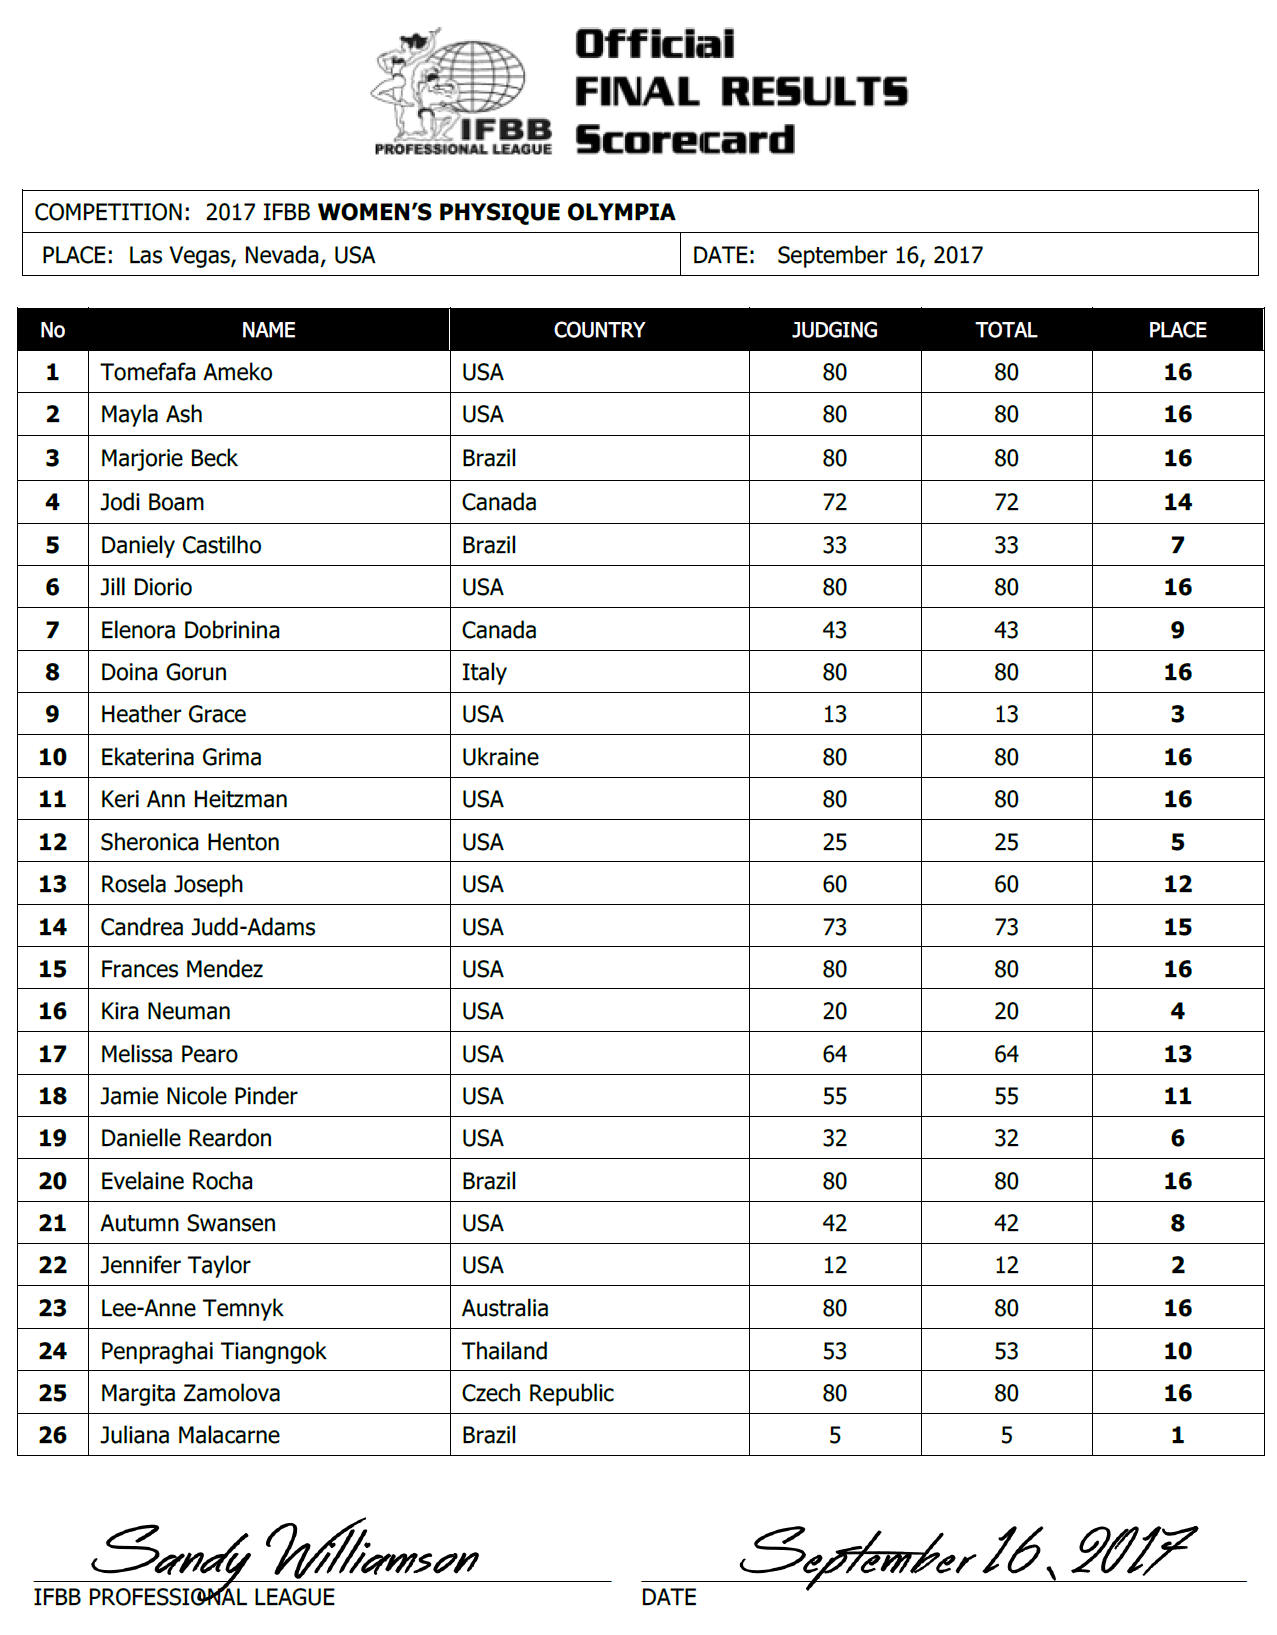 Official
FINAL RESULTS
Scorecard
IFBB
PROFESSIONAL LEAGUE
COMPETITION: 2017 IFBB WOMEN’S PHYSIQUE OLYMPIA
PLACE: Las Vegas, Nevada, USA DATE: September 16, 2017
No NAME COUNTRY JUDGING TOTAL PLACE
1 Tomefafa Ameko USA 80 80 16
2 Mayla Ash USA 80 80 16
3 Marjorie Beck Brazil 80 80 16
4 Jodi Boam Canada 72 72 14
5 Daniely Castilho Brazil 33 33 7
6 Jill Diorio USA 80 80 16
7 Elenora Dobrinina Canada 43 43 9
8 Doina Gorun Italy 80 80 16
9 Heather Grace USA 13 13 3
10 Ekaterina Grima Ukraine 80 80 16
11 Keri Ann Heitzman USA 80 80 16
12 Sheronica Henton USA 25 25 5
13 Rosela Joseph USA 60 60 12
14 Candrea Judd-Adams USA 73 73 15
15 Frances Mendez USA 80 80 16
16 Kira Neuman USA 20 20 4
17 Melissa Pearo USA 64 64 13
18 Jamie Nicole Pinder USA 55 55 11
19 Danielle Reardon USA 32 32 6
20 Evelaine Rocha Brazil 80 80 16
21 Autumn Swansen USA 42 42 8
22 Jennifer Taylor USA 12 12 2
23 Lee-Anne Temnyk Australia 80 80 16
24 Penpraghai Tiangngok Thailand 53 53 10
25 Margita Zamolova Czech Republic 80 80 16
26 Juliana Malacarne Brazil 5 5 1
Sandy Williamson September 16, 2017
IFBB PROFESSIONAL LEAGUE DATE